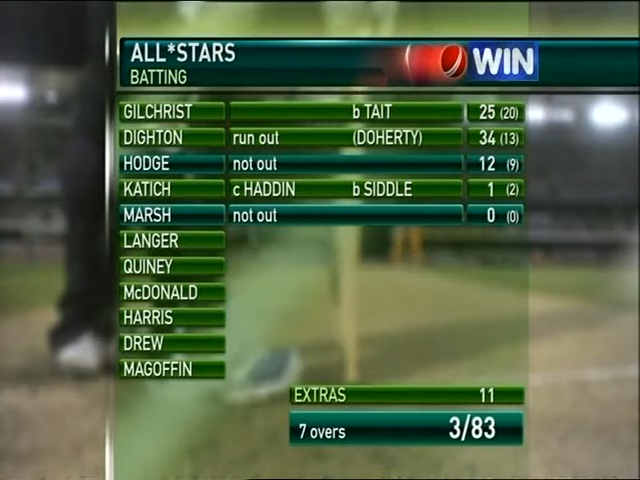 ALL*STARS
BATTING
WIN
GILCHRIST b TAIT 25 (20)
DIGHTON run out (DOHERTY) 34 (13)
HODGE not out 12 (9)
KATICH c HADDIN b SIDDLE 1 (2)
MARSH not out 0 (0)
LANGER
QUINEY
McDONALD
HARRIS
DREW
MAGOFFIN
EXTRAS 11
7 overs 3/83